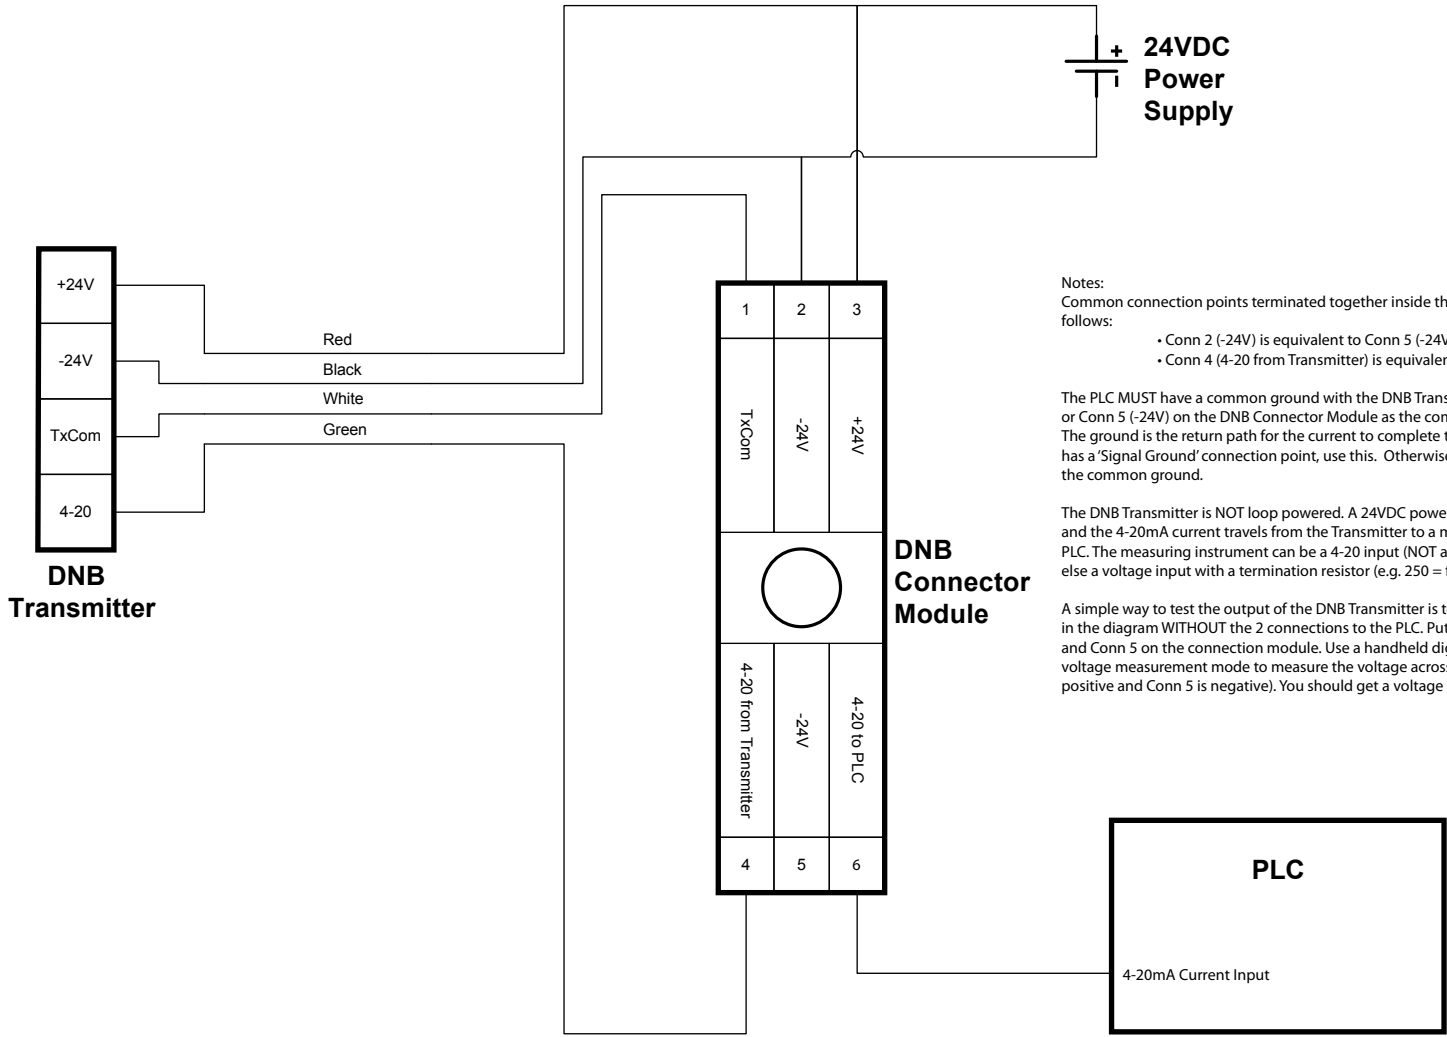 +
24VDC
Power
Supply
+24V
-24V
TxCom
4-20
DNB
Transmitter
Red
Black
White
Green
1
2
3
TxCom
-24V
+24V
DNB
Connector
Module
4-20 from Transmitter
-24V
4-20 to PLC
4
5
6
Notes:
Common connection points terminated together inside th
follows:
• Conn 2 (-24V) is equivalent to Conn 5 (-24V
• Conn 4 (4-20 from Transmitter) is equivalen
The PLC MUST have a common ground with the DNB Trans
or Conn 5 (-24V) on the DNB Connector Module as the com
The ground is the return path for the current to complete t
has a 'Signal Ground' connection point, use this. Otherwise
the common ground.
The DNB Transmitter is NOT loop powered. A 24VDC powe
and the 4-20mA current travels from the Transmitter to a m
PLC. The measuring instrument can be a 4-20 input (NOT a
else a voltage input with a termination resistor (e.g. 250 = f
A simple way to test the output of the DNB Transmitter is t
in the diagram WITHOUT the 2 connections to the PLC. Put
and Conn 5 on the connection module. Use a handheld dig
voltage measurement mode to measure the voltage across
positive and Conn 5 is negative). You should get a voltage
PLC
4-20mA Current Input